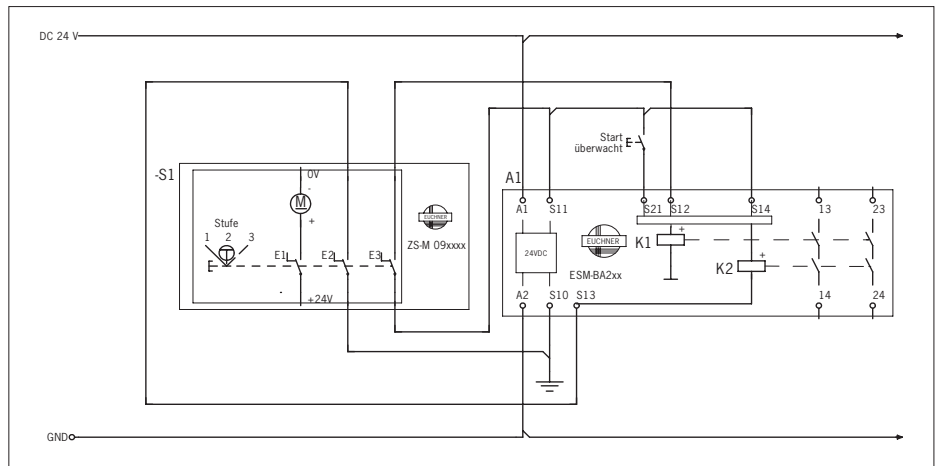 DC 24 V
Start
überwacht
-S1
0V
-
M
+
Stufe
1 2 3
E1 E2 E3
+24V
EUCHNER
ZS-M 09xxxx
A1
A1 S11 S21 S12 S14 13 23
24VDC
EUCHNER
ESM-BA2xx
K1
+
K2
+
A2 S10 S13 14 24
GND